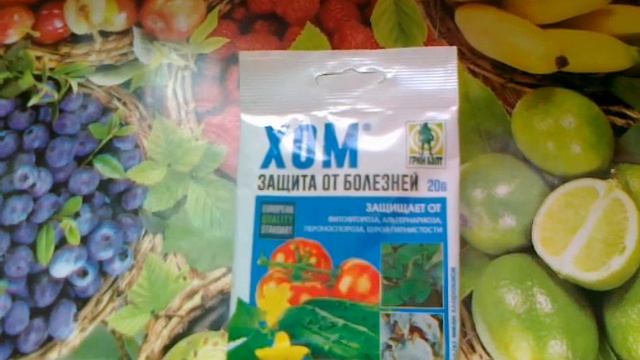 ХОМ
ГРИН БЭЛТ
ЗАЩИТА ОТ БОЛЕЗНЕЙ 20г
EUROPEAN
QUALITY
STANDART
ЗАЩИЩАЕТ ОТ
ФИТОФТОРОЗА, АЛЬТЕРНАРИОЗА,
ПЕРОНОСПОРОЗА, БУРОЙ ПЯТНИСТОСТИ